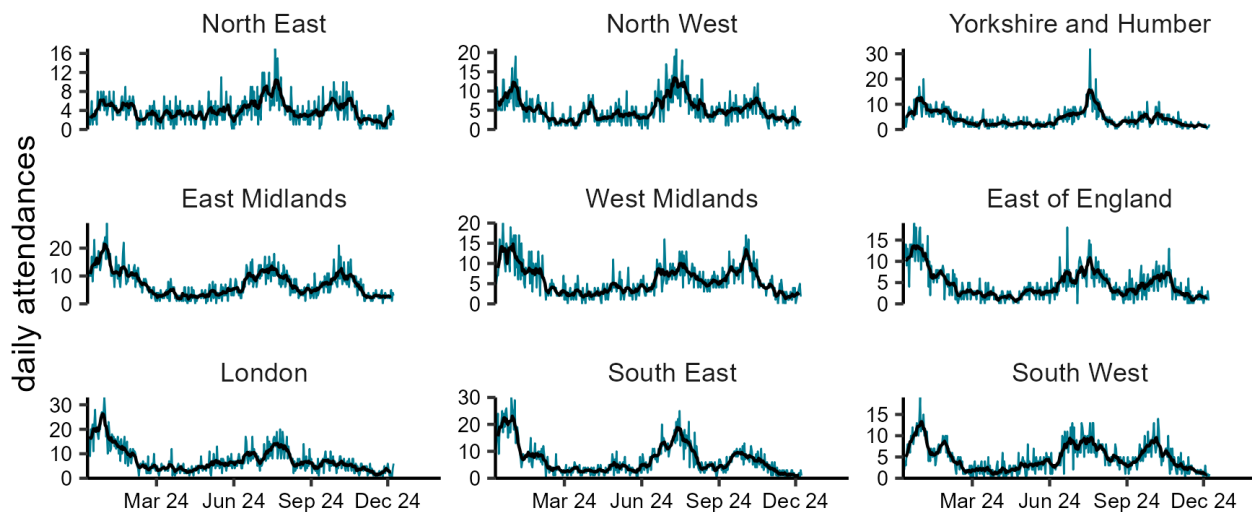 North East
North West
Yorkshire and Humber
16
12
8
4
0
20
15
10
5
0
30
20
10
0
East Midlands
West Midlands
East of England
20
10
0
20
15
10
5
0
15
10
5
0
London
South East
South West
30
20
10
0
30
20
10
0
15
10
5
0
Mar 24 Jun 24 Sep 24 Dec 24
Mar 24 Jun 24 Sep 24 Dec 24
Mar 24 Jun 24 Sep 24 Dec 24
daily attendances